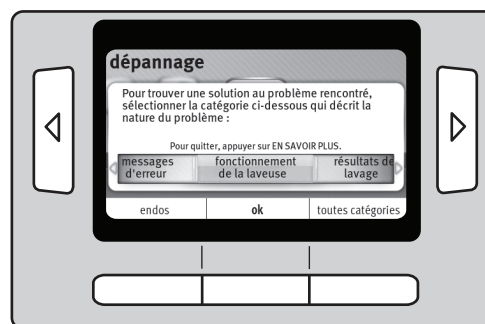 dépannage
Pour trouver une solution au problème rencontré,
sélectionner la catégorie ci-dessous qui décrit la
nature du problème :
Pour quitter, appuyer sur EN SAVOIR PLUS.
messages
d'erreur
fonctionnement
de la laveuse
résultats de
lavage
endos
ok
toutes catégories